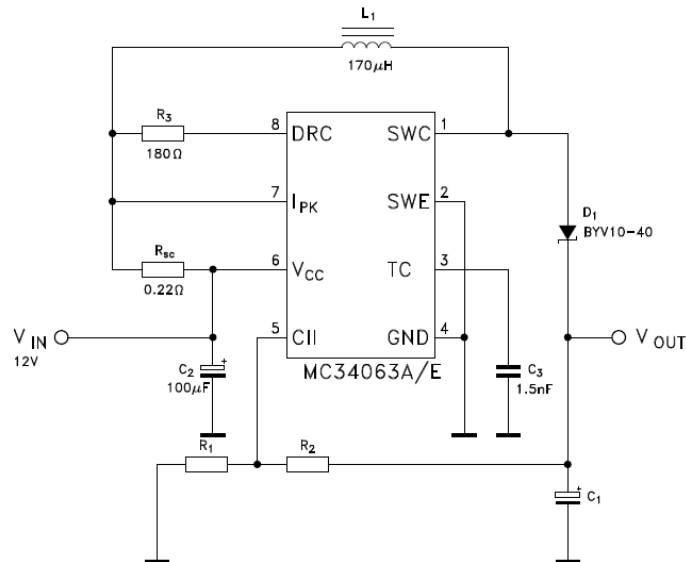 L1
170μH
R3
180Ω
8
DRC
SWC
1
7
IPK
SWE
2
D1
BYV10-40
Rsc
0.22Ω
6
VCC
TC
3
VIN
12V
5
CII
GND
4
VOUT
C2
100μF
MC34063A/E
C3
1.5nF
R1
R2
C1